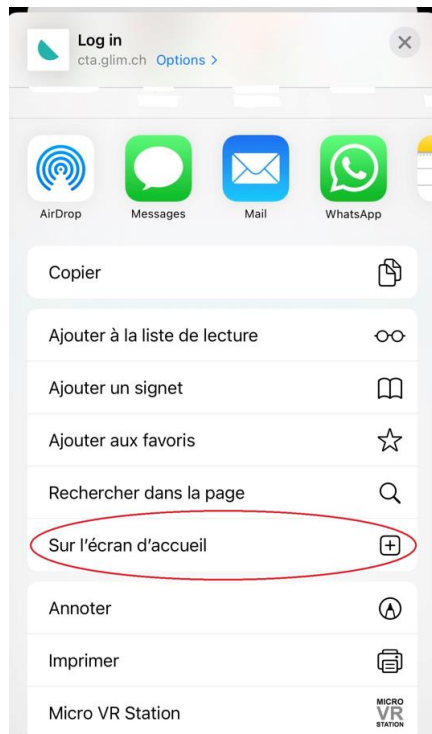 Log in
cta.glim.ch Options >
AirDrop Messages Mail WhatsApp
Copier
Ajouter à la liste de lecture
Ajouter un signet
Ajouter aux favoris
Rechercher dans la page
Sur l'écran d'accueil
Annoter
Imprimer
Micro VR Station
MICRO
VR
STATION